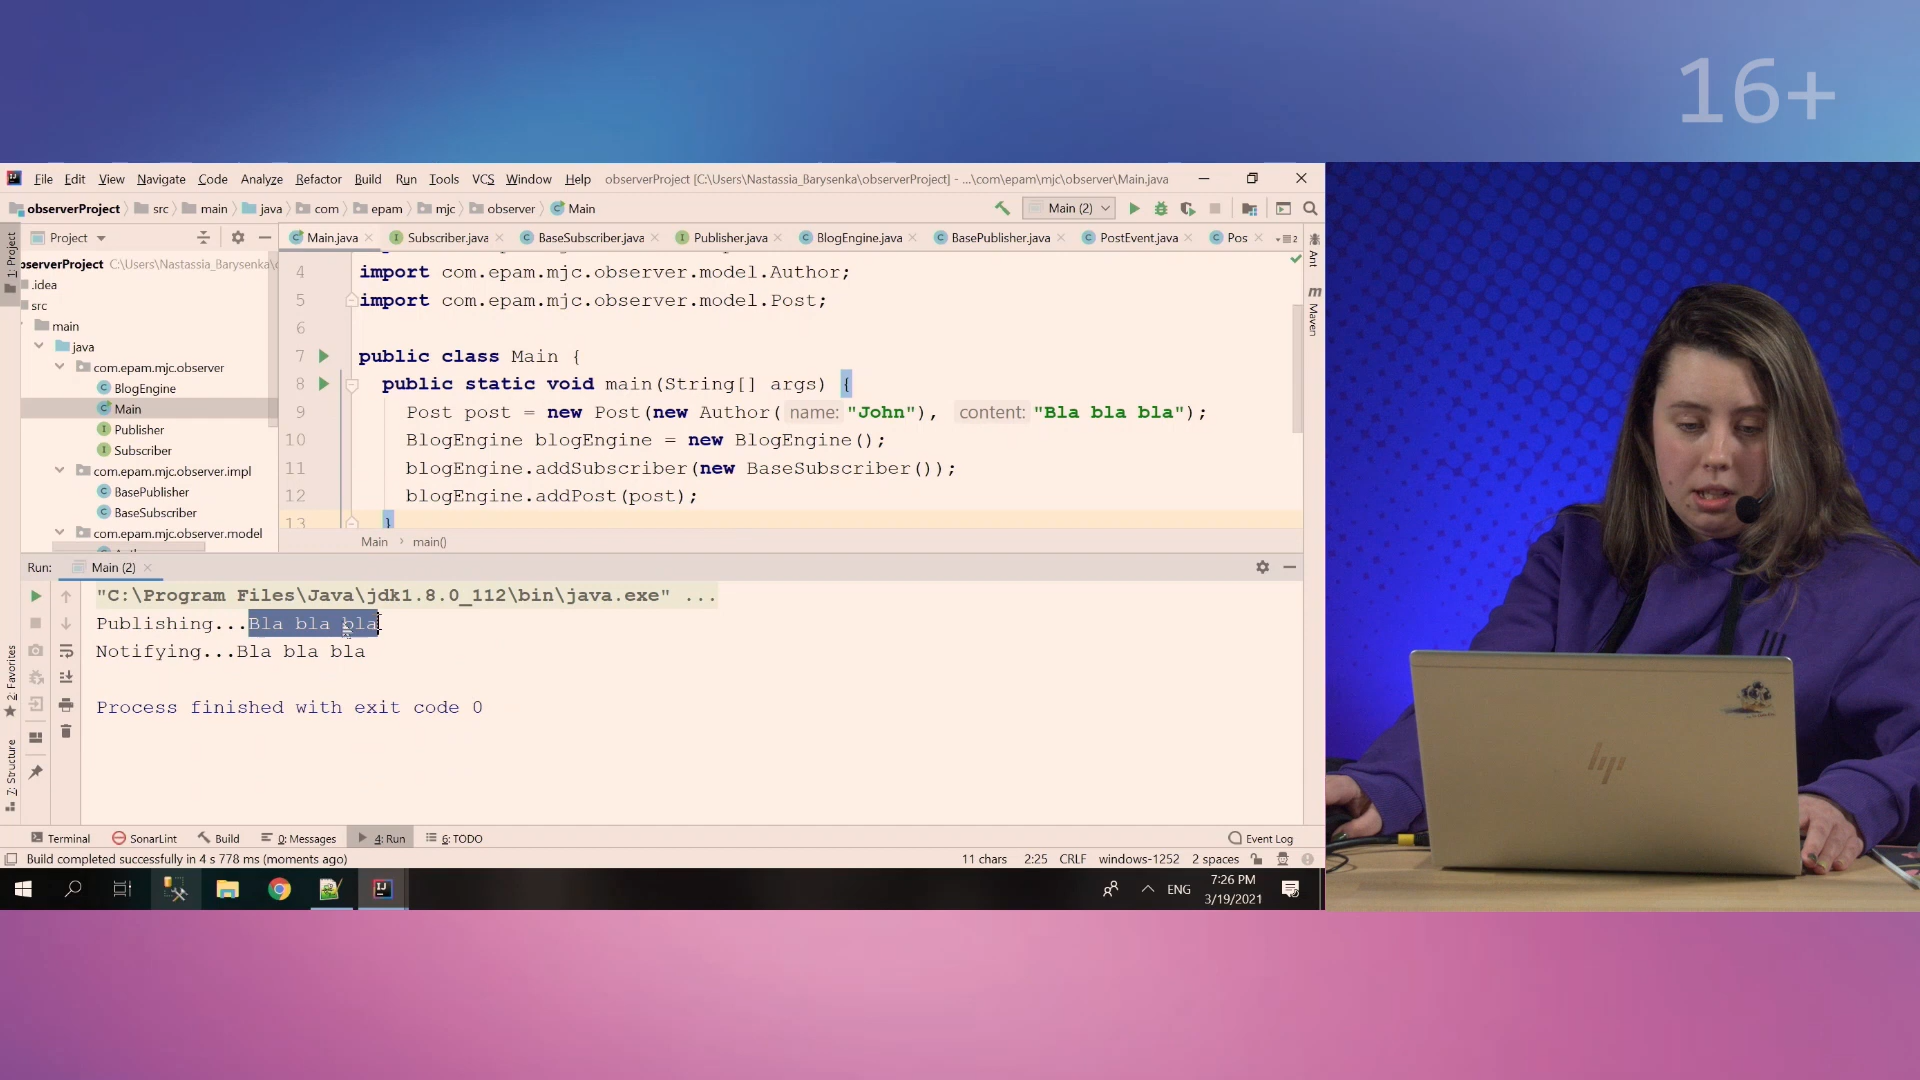 16+
File Edit View Navigate Code Analyze Refactor Build Run Tools VCS Window Help observerProject [C:\Users\Nastassia_Barysenka\observerProject] - ...\com\epam\mjc\observer\Main.java
observerProject src main java com epam mjc observer Main Main (2)
1: Project
Project
Main.java Subscriber.java BaseSubscriber.java Publisher.java BlogEngine.java BasePublisher.java PostEvent.java Pos
Ant
Maven
bserverProject C:\Users\Nastassia_Barysenka\
.idea
src
main
java
com.epam.mjc.observer
BlogEngine
Main
Publisher
Subscriber
com.epam.mjc.observer.impl
BasePublisher
BaseSubscriber
com.epam.mjc.observer.model
4 import com.epam.mjc.observer.model.Author;
5 import com.epam.mjc.observer.model.Post;
6
7 public class Main {
8 public static void main(String[] args) {
9 Post post = new Post(new Author( name: "John"), content: "Bla bla bla");
10 BlogEngine blogEngine = new BlogEngine();
11 blogEngine.addSubscriber(new BaseSubscriber());
12 blogEngine.addPost(post);
13 }
Main main()
Run: Main (2)
"C:\Program Files\Java\jdk1.8.0_112\bin\java.exe" ...
Publishing...Bla bla bla
Notifying...Bla bla bla
Process finished with exit code 0
2: Favorites
7: Structure
Terminal SonarLint Build 0: Messages 4: Run 6: TODO Event Log
Build completed successfully in 4 s 778 ms (moments ago) 11 chars 2:25 CRLF windows-1252 2 spaces
ENG 7:26 PM
3/19/2021
hp